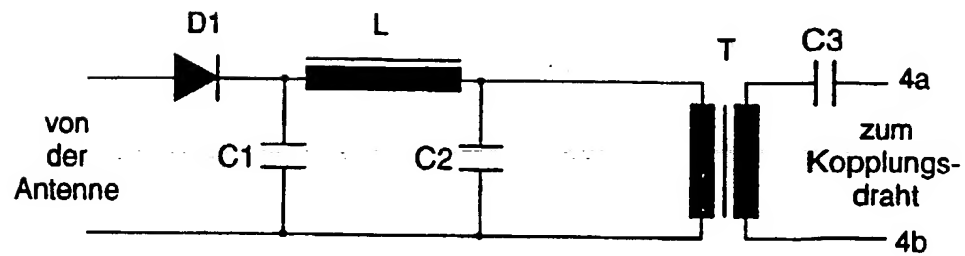 D1
L
T
C3
4a
von
der
Antenne
C1
C2
zum
Kopplungs-
draht
4b